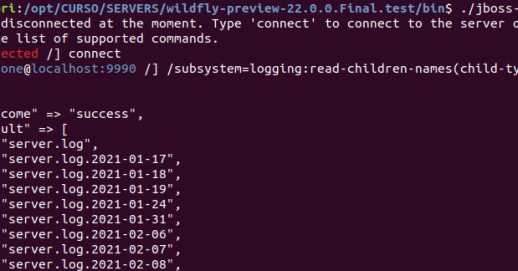 ri:/opt/CURSO/SERVERS/wildfly-preview-22.0.0.Final.test/bin$ ./jboss-
disconnected at the moment. Type 'connect' to connect to the server o
e list of supported commands.
ected /] connect
one@localhost:9990 /] /subsystem=logging:read-children-names(child-ty
come" => "success",
ult" => [
"server.log",
"server.log.2021-01-17",
"server.log.2021-01-18",
"server.log.2021-01-19",
"server.log.2021-01-24",
"server.log.2021-01-31",
"server.log.2021-02-06",
"server.log.2021-02-07",
"server.log.2021-02-08",